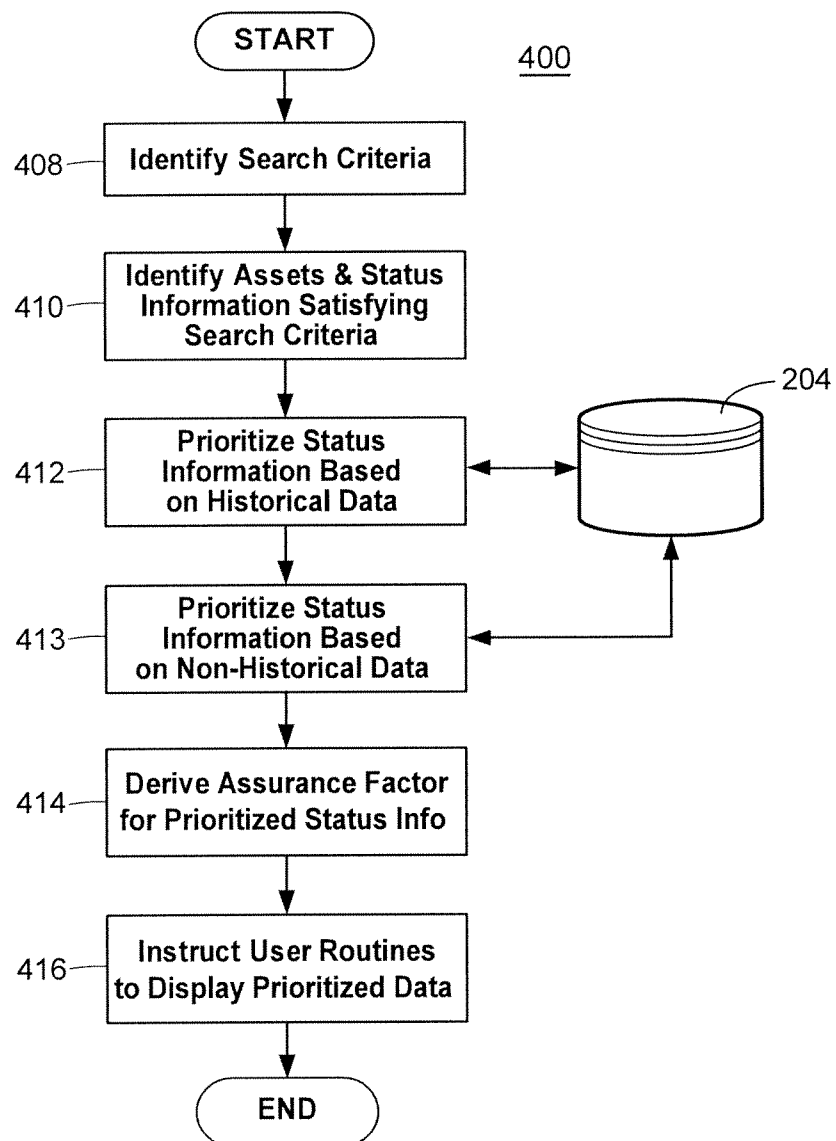 START
400
408
Identify Search Criteria
410
Identify Assets & Status
Information Satisfying
Search Criteria
204
412
Prioritize Status
Information Based
on Historical Data
413
Prioritize Status
Information Based
on Non-Historical Data
414
Derive Assurance Factor
for Prioritized Status Info
416
Instruct User Routines
to Display Prioritized Data
END